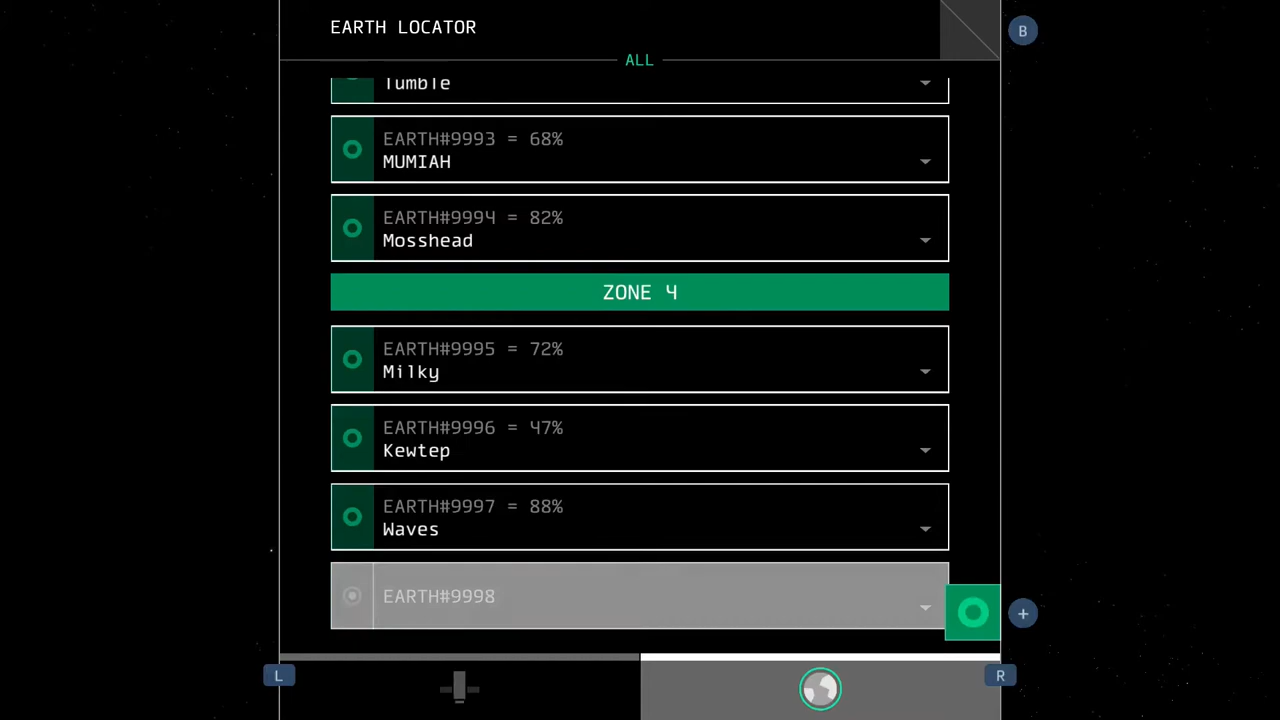 EARTH LOCATOR
B
ALL
Tumble
EARTH#9993 = 68%
MUMIAH
EARTH#9994 = 82%
Mosshead
ZONE 4
EARTH#9995 = 72%
Milky
EARTH#9996 = 47%
Kewtep
EARTH#9997 = 88%
Waves
EARTH#9998
+
L
R